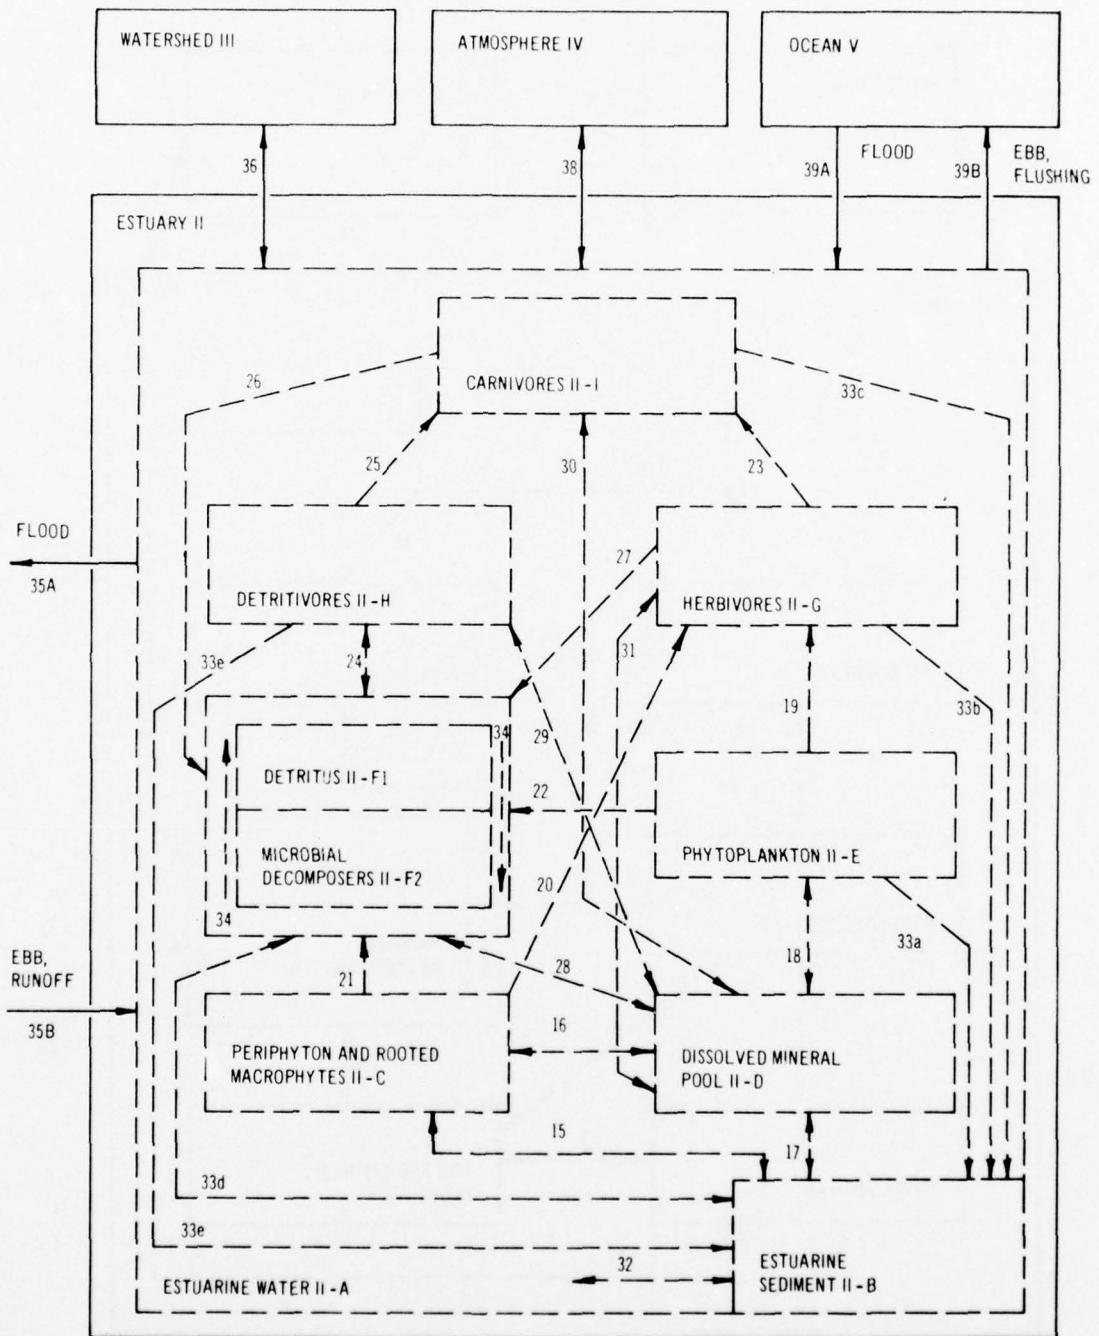 WATERSHED III
ATMOSPHERE IV
OCEAN V
36
38
39A
FLOOD
39B
EBB,
FLUSHING
ESTUARY II
26
CARNIVORES II-I
33c
25
30
23
FLOOD
35A
27
DETRITIVORES II-H
HERBIVORES II-G
33e
24
31
19
33b
34
29
DETRITUS II-F1
22
MICROBIAL
DECOMPOSERS II-F2
PHYTOPLANKTON II-E
34
20
33a
EBB,
RUNOFF
35B
21
28
18
16
PERIPHYTON AND ROOTED
MACROPHYTES II-C
DISSOLVED MINERAL
POOL II-D
15
17
33d
33e
32
ESTUARINE WATER II-A
ESTUARINE
SEDIMENT II-B